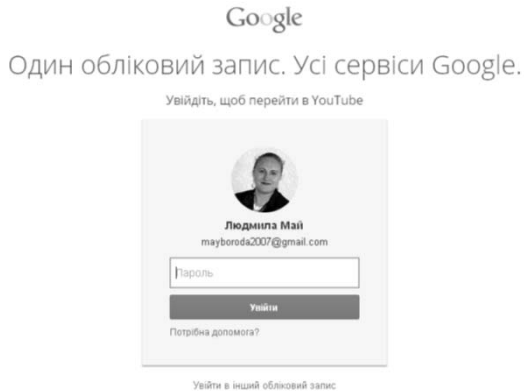 Google
Один обліковий запис. Усі сервіси Google.
Увійдіть, щоб перейти в YouTube
Людмила Май
mayboroda2007@gmail.com
Пароль
Увійти
Потрібна допомога?
Увійти в інший обліковий запис